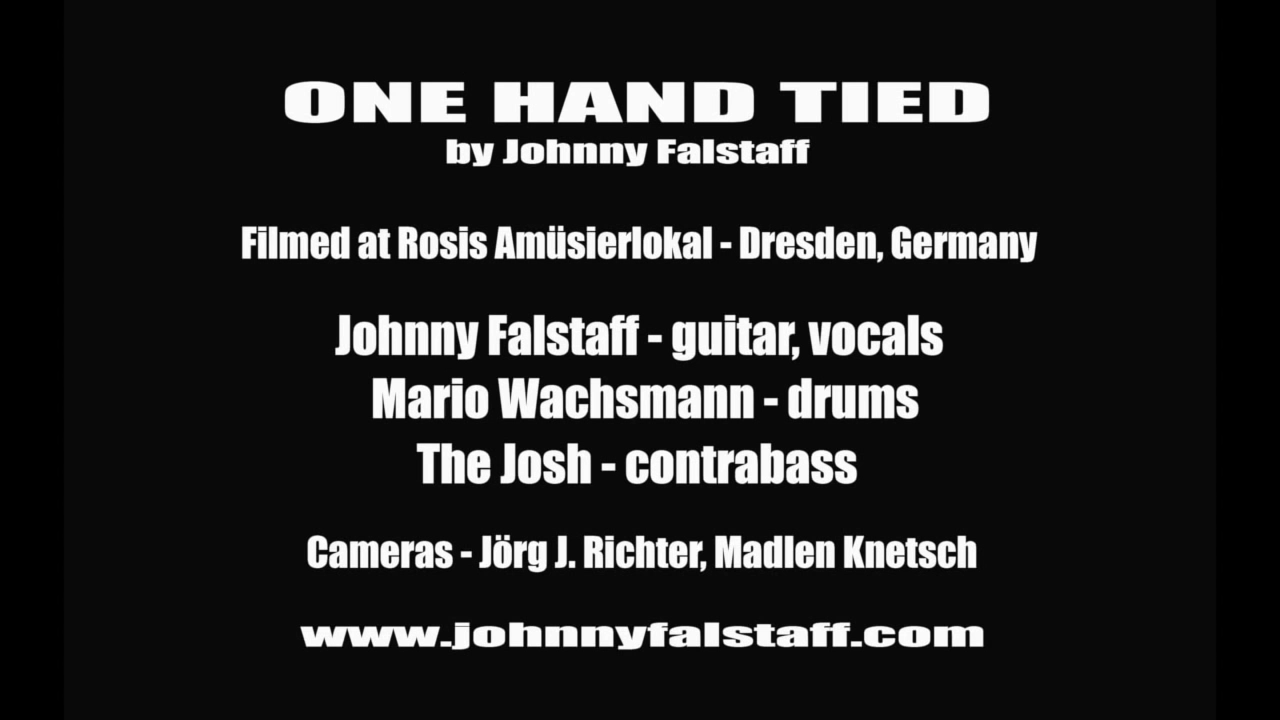 ONE HAND TIED
by Johnny Falstaff
Filmed at Rosis Amüsierlokal - Dresden, Germany
Johnny Falstaff - guitar, vocals
Mario Wachsmann - drums
The Josh - contrabass
Cameras - Jörg J. Richter, Madlen Knetsch
www.johnnyfalstaff.com